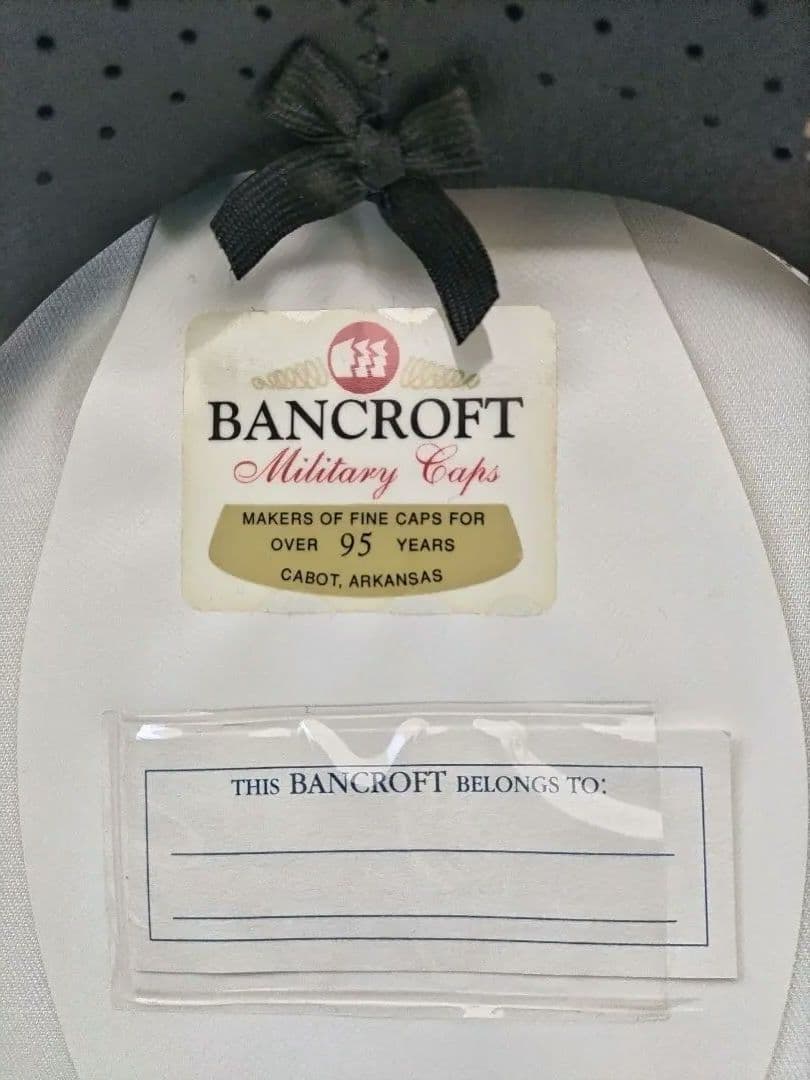 BANCROFT
Military Caps
MAKERS OF FINE CAPS FOR
OVER 95 YEARS
CABOT, ARKANSAS
THIS BANCROFT BELONGS TO: